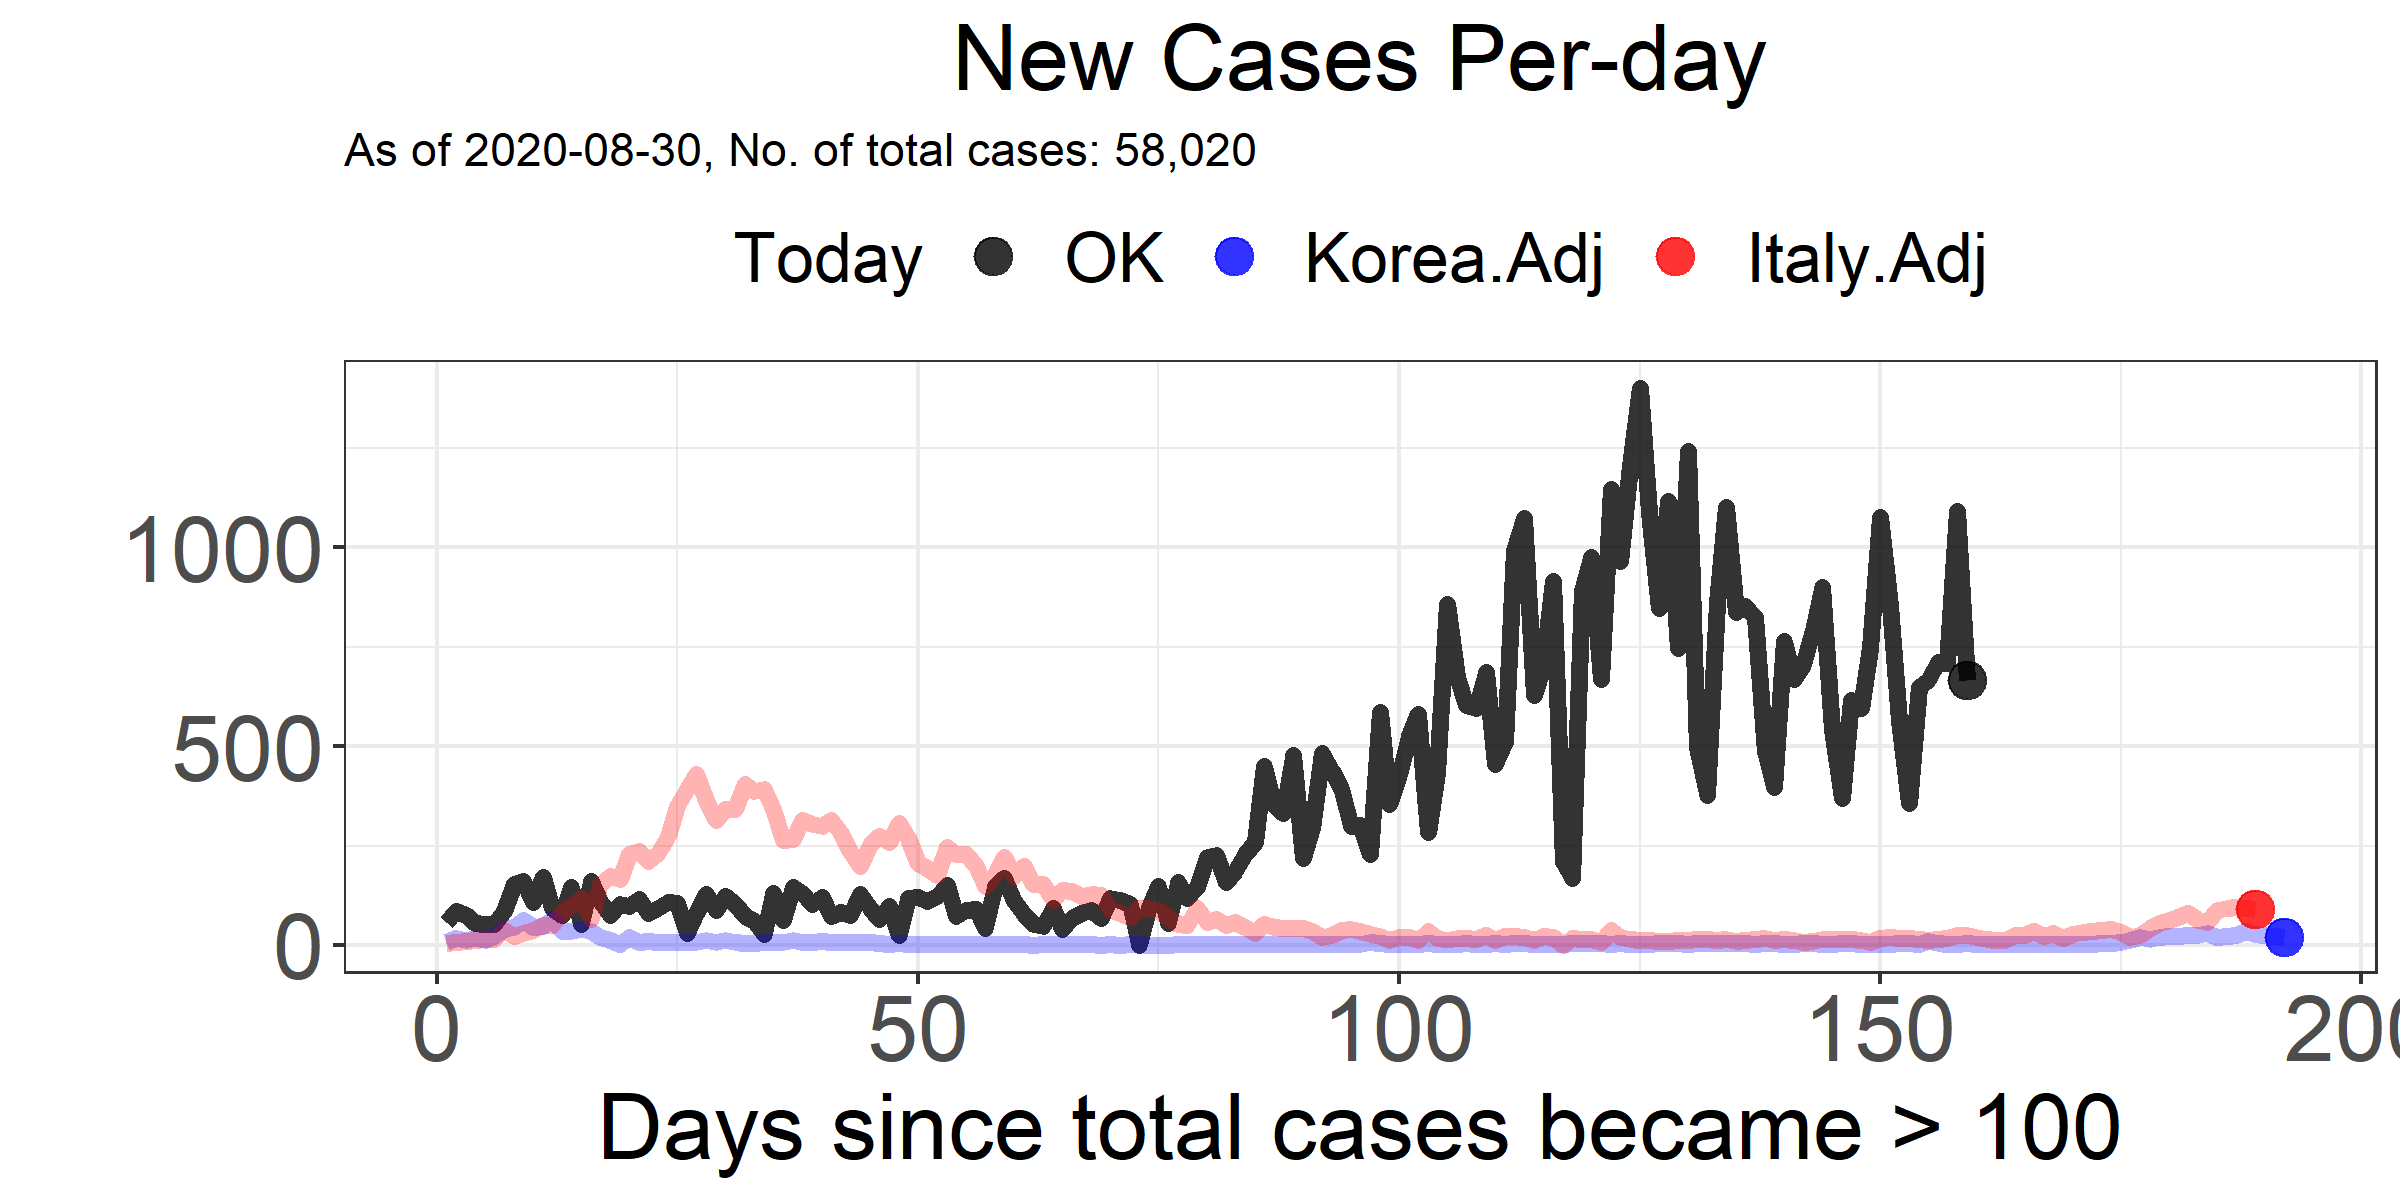 New Cases Per-day
As of 2020-08-30, No. of total cases: 58,020
Today OK Korea.Adj Italy.Adj
1000
500
0
0 50 100 150 200
Days since total cases became > 100